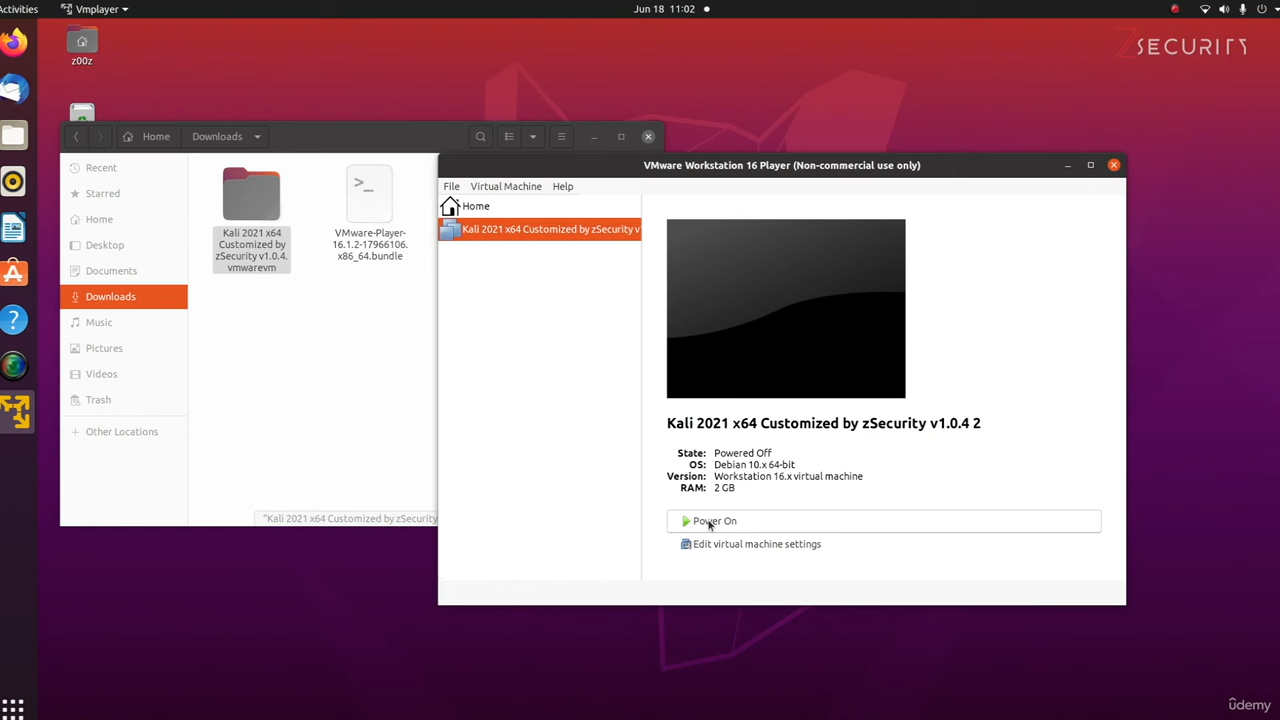 Activities
Vmplayer
Jun 18 11:02
z00z
ZSECURITY
Home
Downloads
Recent
Starred
Home
Desktop
Documents
Downloads
Music
Pictures
Videos
Trash
Other Locations
Kali 2021 x64
Customized by
zSecurity v1.0.4.
vmwarevm
VMware-Player-
16.1.2-17966106.
x86_64.bundle
"Kali 2021 x64 Customized by zSecurity
VMware Workstation 16 Player (Non-commercial use only)
File Virtual Machine Help
Home
Kali 2021 x64 Customized by zSecurity v
Kali 2021 x64 Customized by zSecurity v1.0.4 2
State: Powered Off
OS: Debian 10.x 64-bit
Version: Workstation 16.x virtual machine
RAM: 2 GB
Power On
Edit virtual machine settings
ûdemy